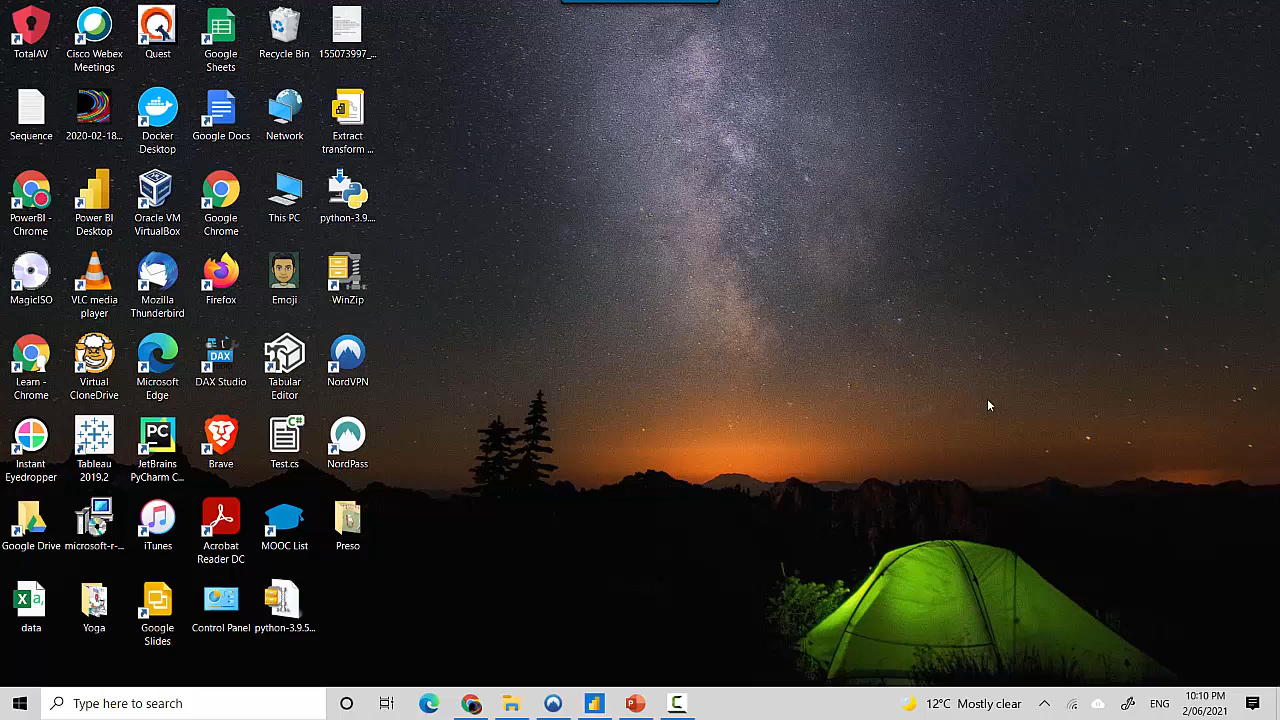 TotalAV
Cisco Webex
Meetings
Quest
Google
Sheets
Recycle Bin
155073997_...
Sequence
2020-02-18...
Docker
Desktop
Google Docs
Network
Extract
transform ...
PowerBI -
Chrome
Power BI
Desktop
Oracle VM
VirtualBox
Google
Chrome
This PC
python-3.9....
MagicISO
VLC media
player
Mozilla
Thunderbird
Firefox
Emoji
WinZip
Learn -
Chrome
Virtual
CloneDrive
Microsoft
Edge
DAX
DAX Studio
Tabular
Editor
NordVPN
Instant
Eyedropper
Tableau
2019.2
PC
JetBrains
PyCharm C...
Brave
C#
Test.cs
NordPass
Google Drive
microsoft-r-...
iTunes
Acrobat
Reader DC
MOOC List
Preso
X a,
data
Yoga
Google
Slides
Control Panel
python-3.9.5...
Type here to search
12°C Mostly clear
10:10 PM
2/06/2021